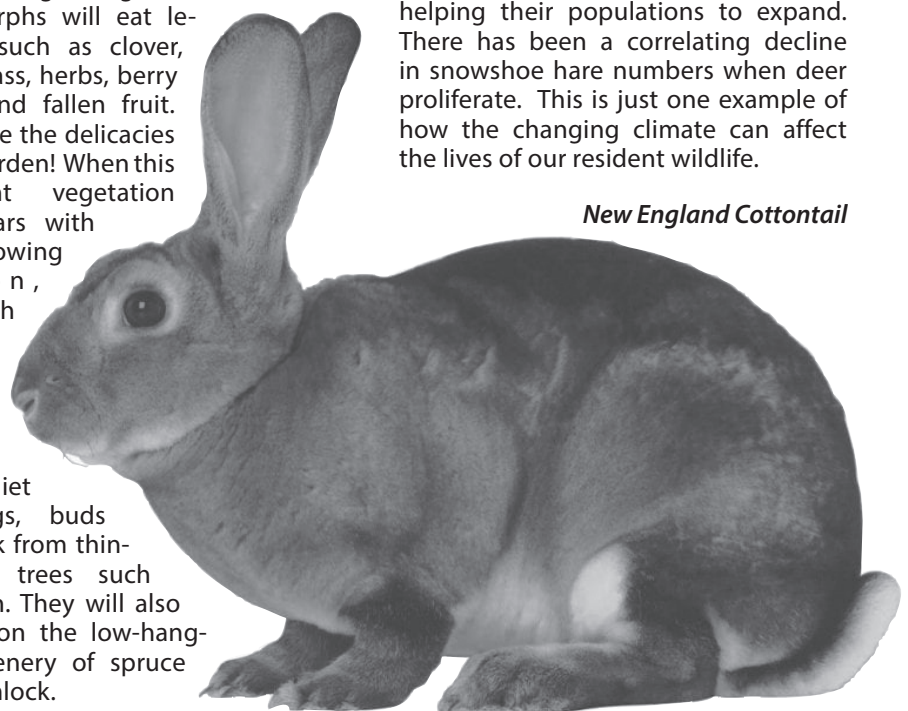 rphs will eat le-
such as clover,
ass, herbs, berry
nd fallen fruit.
e the delicacies
rden! When this
t vegetation
ars with
owing
n ,
h
iet
gs, buds
k from thin-
trees such
n. They will also
on the low-hang-
enery of spruce
nlock.
helping their populations to expand.
There has been a correlating decline
in snowshoe hare numbers when deer
proliferate. This is just one example of
how the changing climate can affect
the lives of our resident wildlife.
New England Cottontail